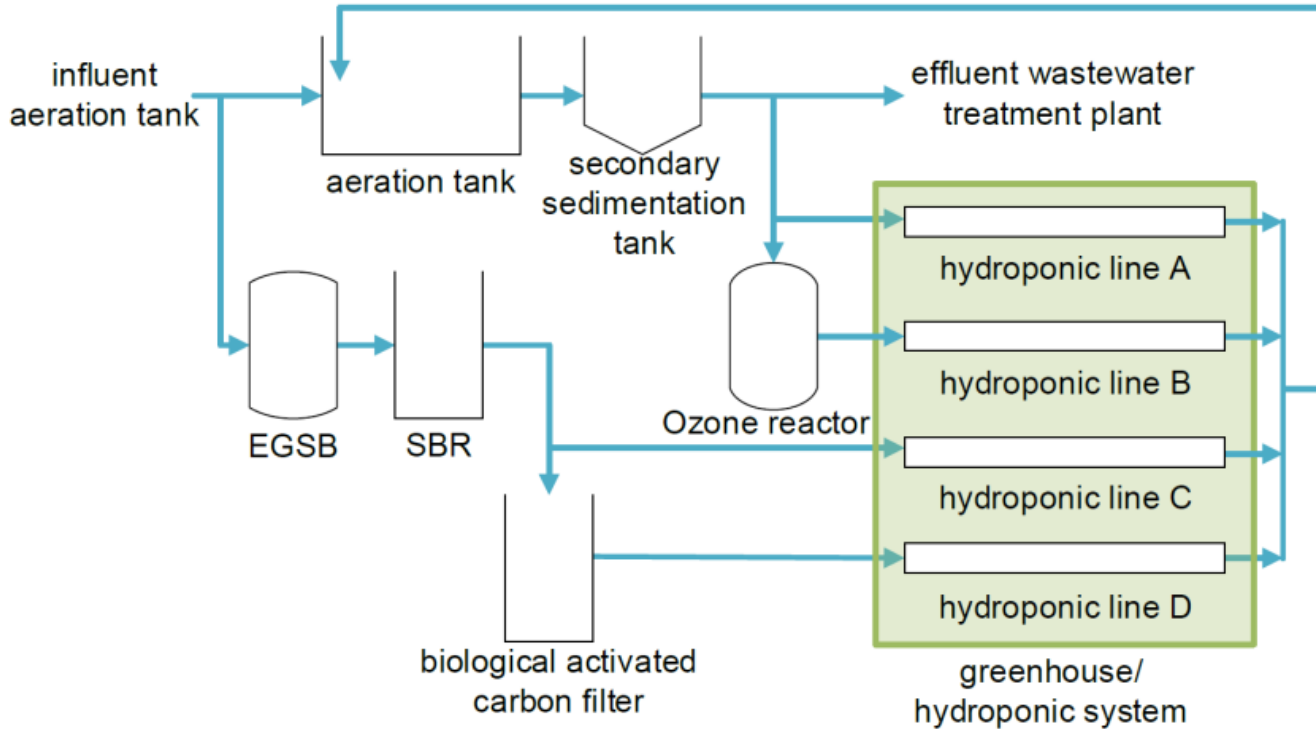 influent
aeration tank
effluent wastewater
treatment plant
aeration tank
secondary
sedimentation
tank
hydroponic line A
hydroponic line B
Ozone reactor
EGSB
SBR
hydroponic line C
hydroponic line D
biological activated
carbon filter
greenhouse/
hydroponic system